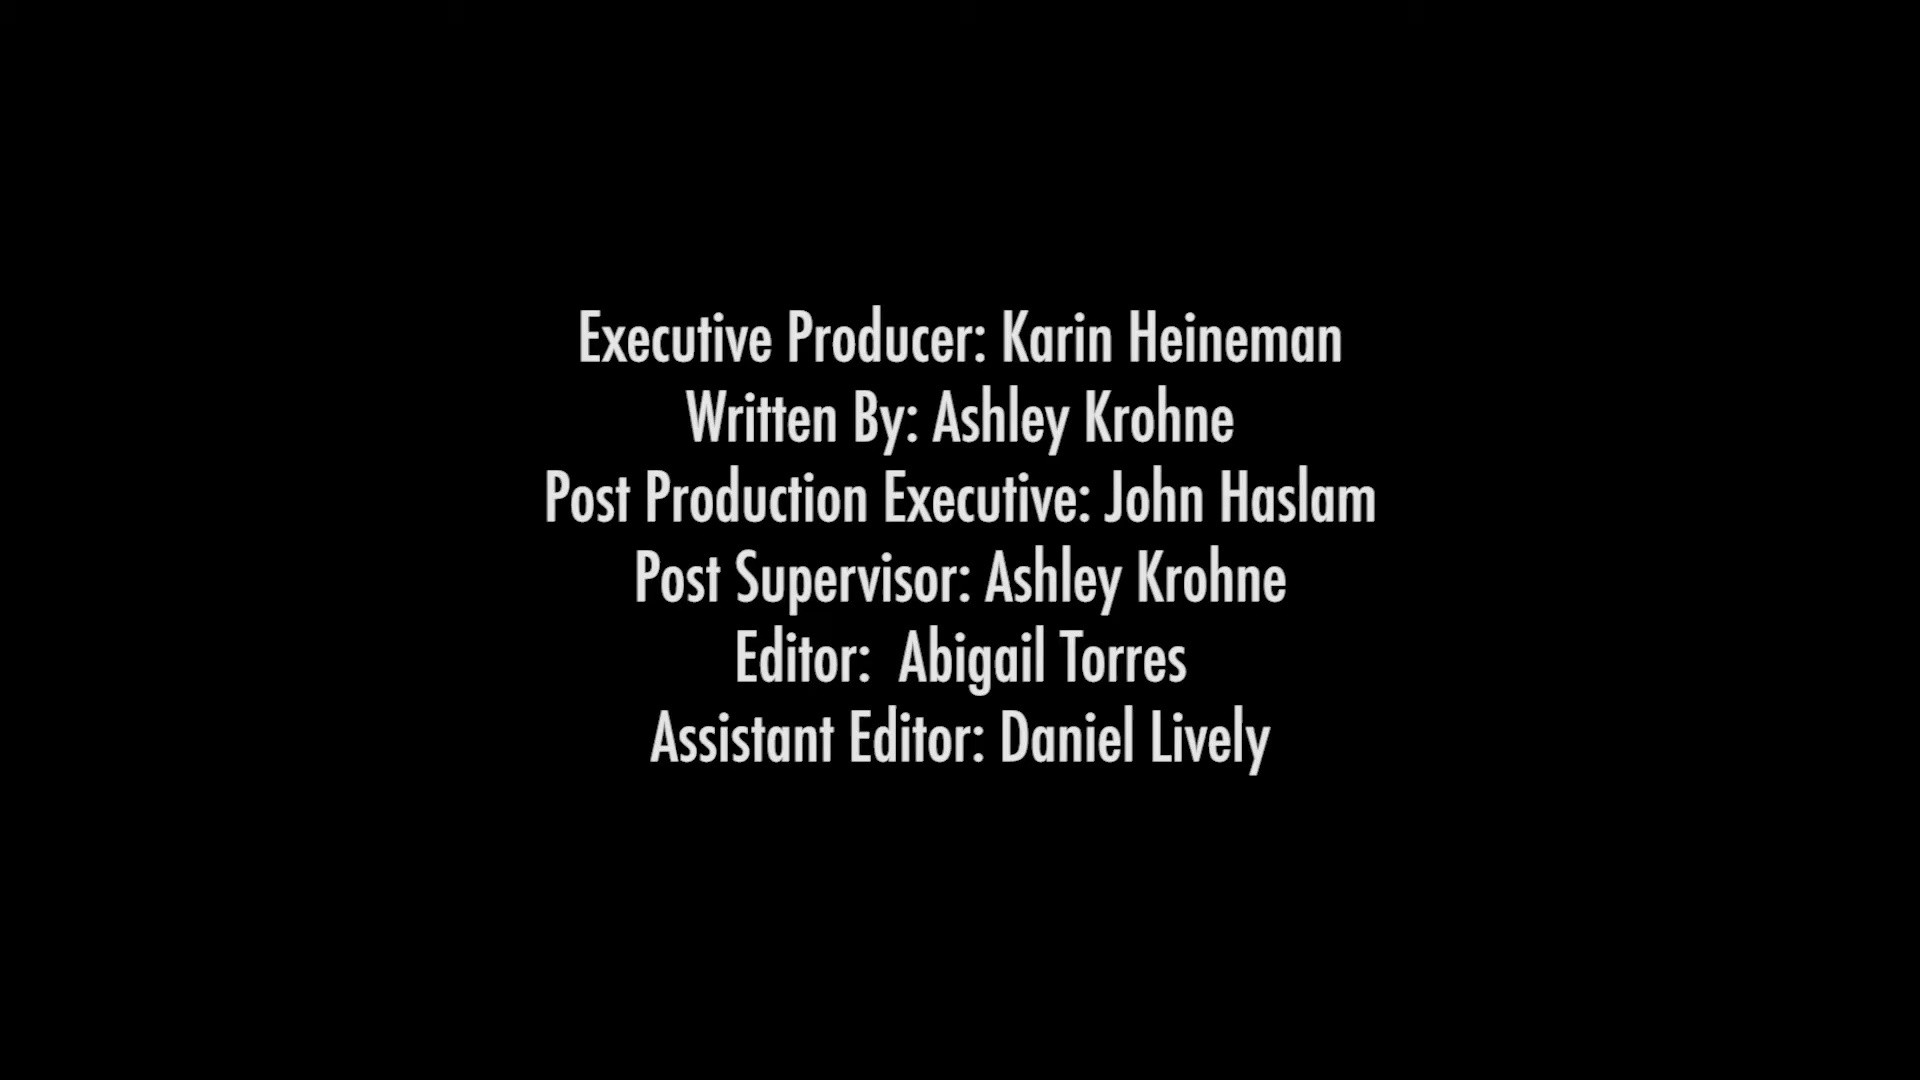 Executive Producer: Karin Heineman
Written By: Ashley Krohne
Post Production Executive: John Haslam
Post Supervisor: Ashley Krohne
Editor:  Abigail Torres
Assistant Editor: Daniel Lively